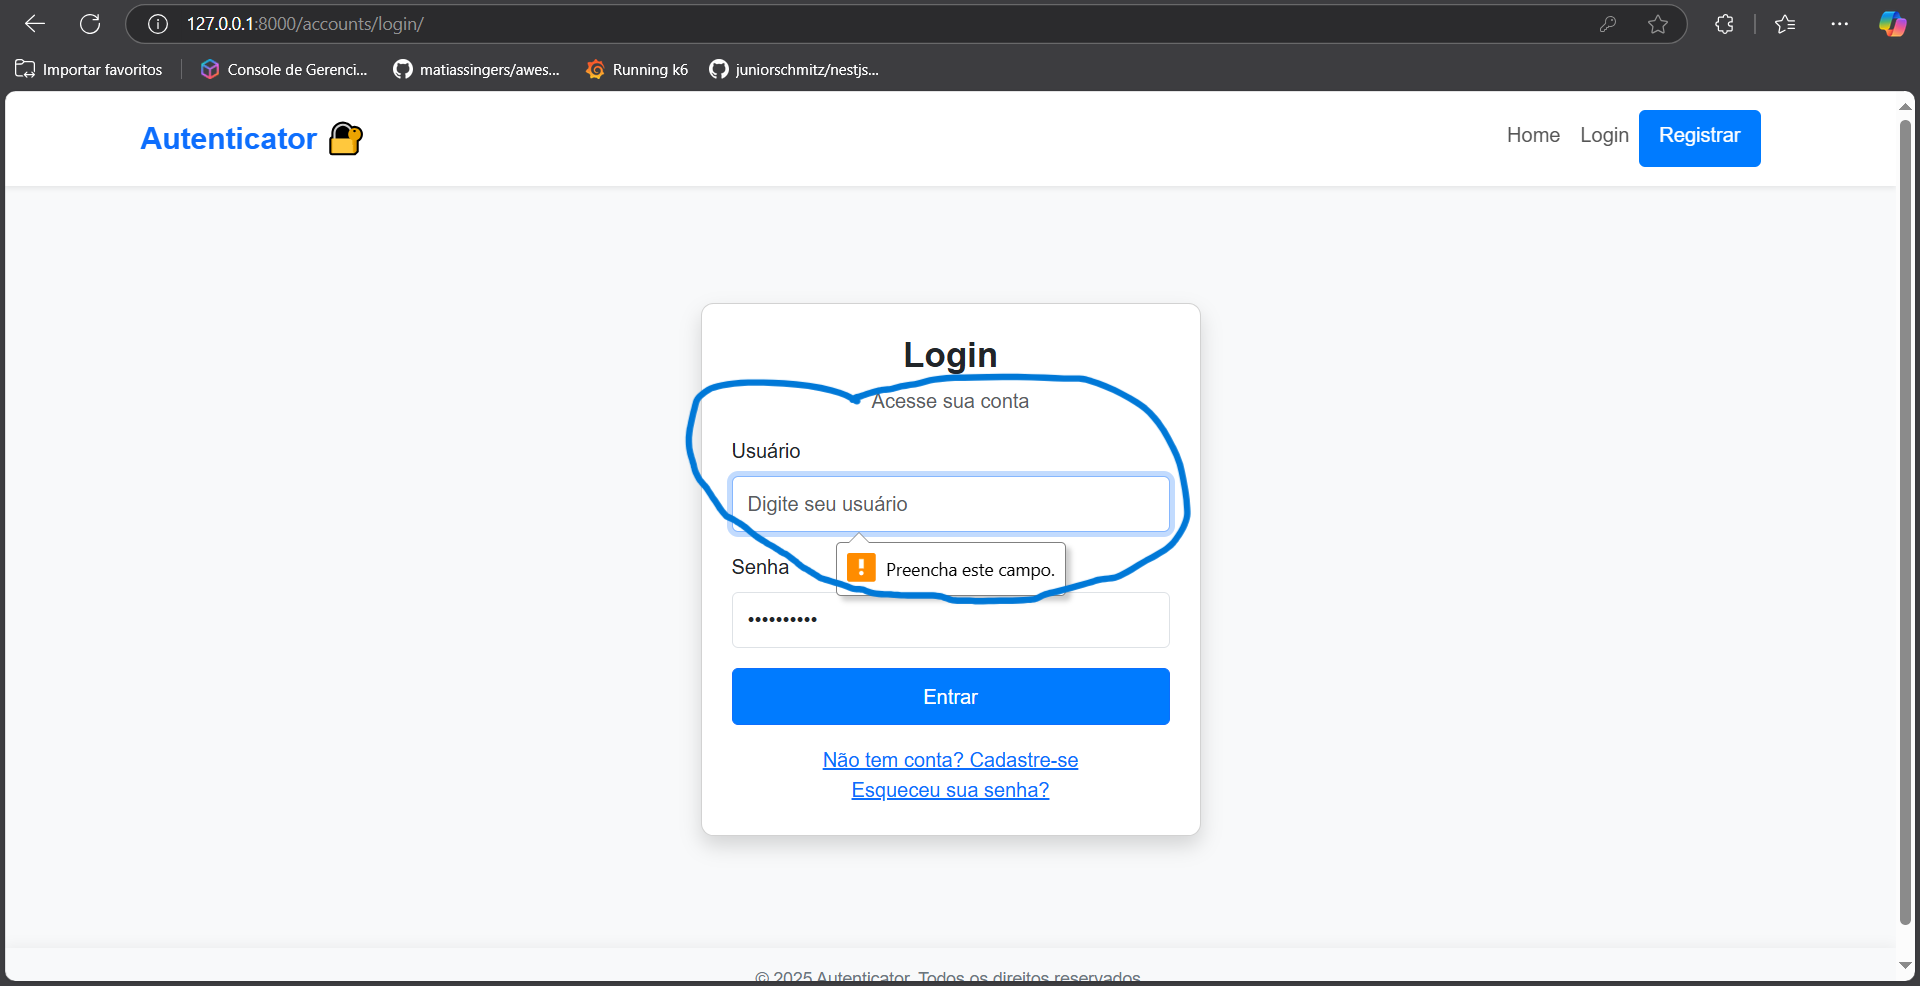 127.0.0.1:8000/accounts/login/
Importar favoritos
Console de Gerenci...
matiassingers/awes...
Running k6
juniorschmitz/nestjs...
Autenticator
Home
Login
Registrar
Login
Acesse sua conta
Usuário
Digite seu usuário
Preencha este campo.
Senha
••••••••••
Entrar
Não tem conta? Cadastre-se
Esqueceu sua senha?
© 2025 Autenticator. Todos os direitos reservados.